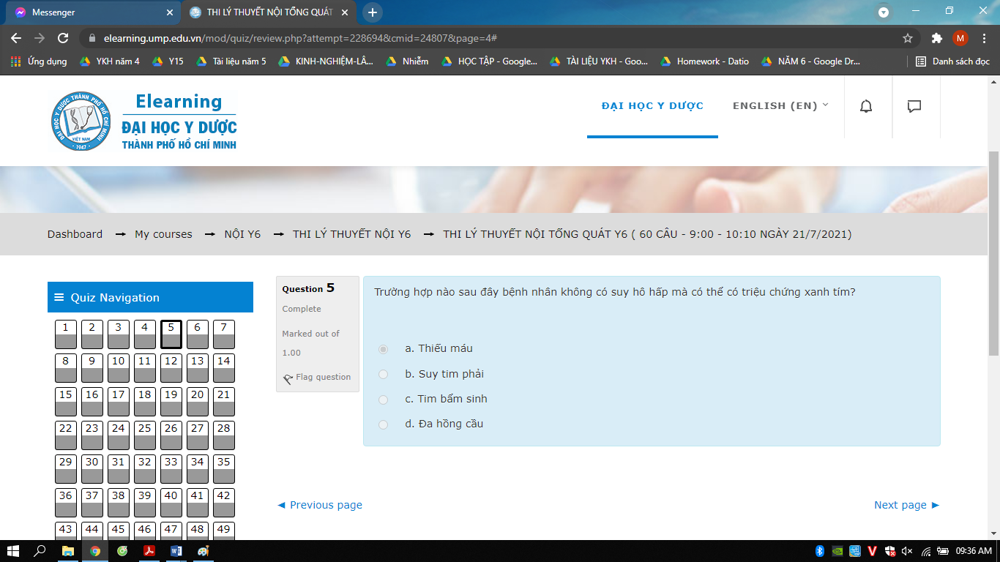 Messenger
THI LÝ THUYẾT NỘI TỔNG QUÁT
elearning.ump.edu.vn/mod/quiz/review.php?attempt=228694&cmid=24807&page=4#
M
Ứng dụng
YKH năm 4
Y15
Tài liệu năm 5
KINH-NGHIỆM-LÂ...
Nhiễm
HỌC TẬP - Google...
TÀI LIỆU YKH - Goo...
Homework - Datio
NĂM 6 - Google Dr...
Danh sách đọc
ĐẠI HỌC Y DƯỢC THÀNH PHỐ HỒ CHÍ MINH
VIỆT NAM
1947
Elearning
ĐẠI HỌC Y DƯỢC
THÀNH PHỐ HỒ CHÍ MINH
ĐẠI HỌC Y DƯỢC
ENGLISH (EN)
Dashboard → My courses → NỘI Y6 → THI LÝ THUYẾT NỘI Y6 → THI LÝ THUYẾT NỘI TỔNG QUÁT Y6 ( 60 CÂU - 9:00 - 10:10 NGÀY 21/7/2021)
Quiz Navigation
1 2 3 4 5 6 7
8 9 10 11 12 13 14
15 16 17 18 19 20 21
22 23 24 25 26 27 28
29 30 31 32 33 34 35
36 37 38 39 40 41 42
43 44 45 46 47 48 49
Question 5
Complete
Marked out of
1.00
Flag question
Trường hợp nào sau đây bệnh nhân không có suy hô hấp mà có thể có triệu chứng xanh tím?
a. Thiếu máu
b. Suy tim phải
c. Tim bẩm sinh
d. Đa hồng cầu
◄ Previous page
Next page ►
09:36 AM